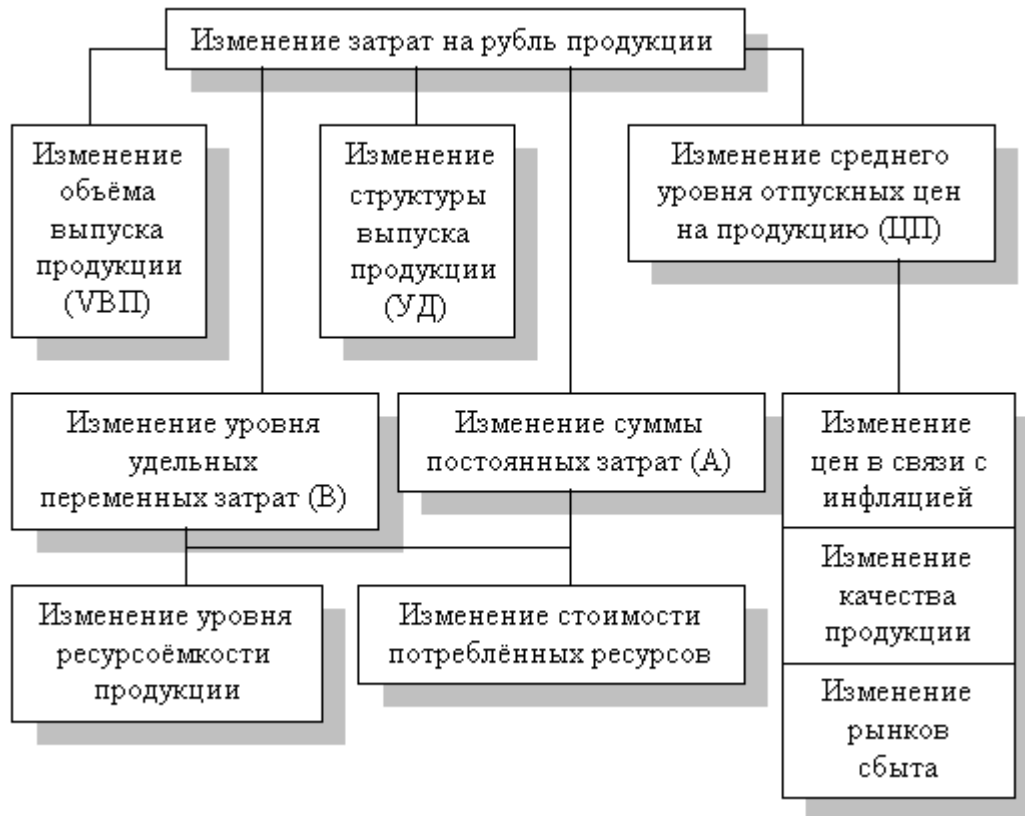 Изменение затрат на рубль продукции
Изменение
объёма
выпуска
продукции
(VВП)
Изменение
структуры
выпуска
продукции
(УД)
Изменение среднего
уровня отпускных цен
на продукцию (ЦП)
Изменение уровня
удельных
переменных затрат (В)
Изменение суммы
постоянных затрат (А)
Изменение
цен в связи с
инфляцией
Изменение
качества
продукции
Изменение
рынков
сбыта
Изменение уровня
ресурсоёмкости
продукции
Изменение стоимости
потреблённых ресурсов